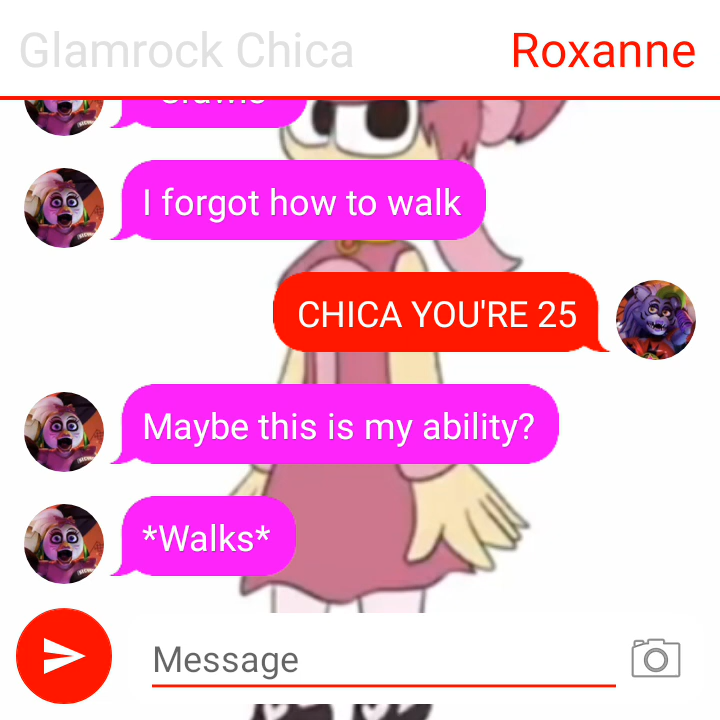 Glamrock Chica
Roxanne
I forgot how to walk
CHICA YOU'RE 25
Maybe this is my ability?
*Walks*
Message